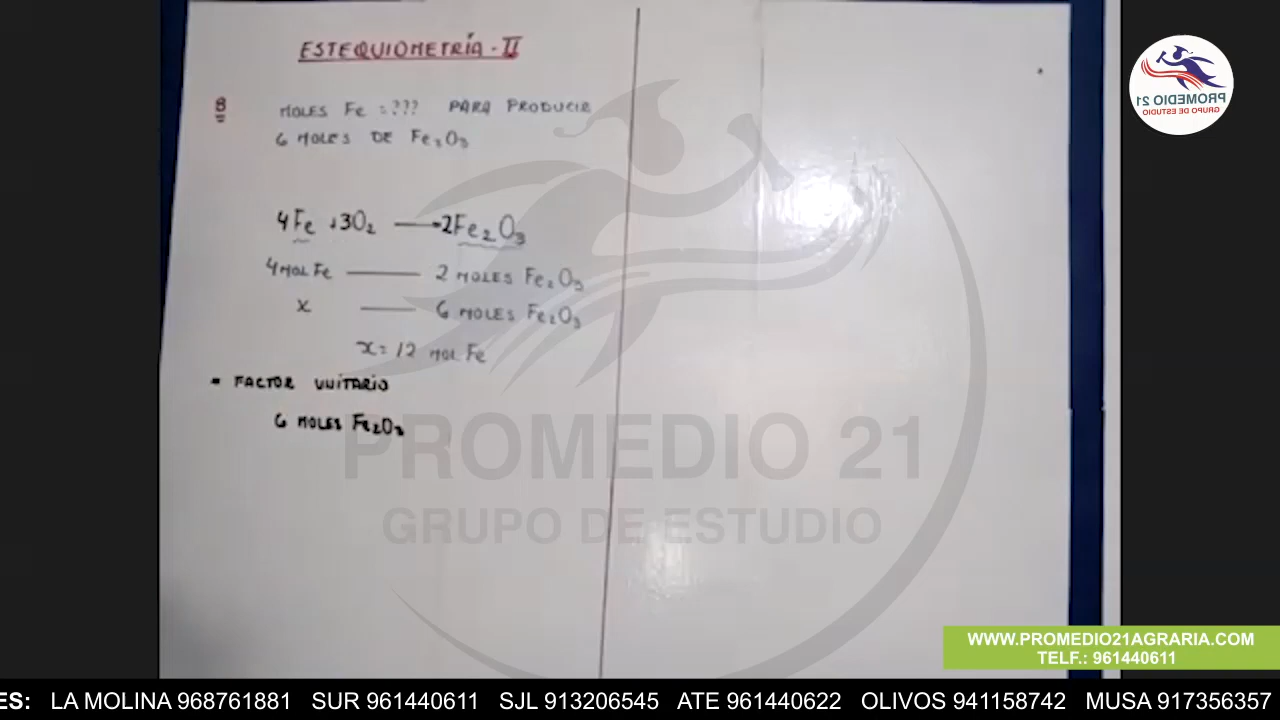 ESTEQUIOMETRÍA - II
8
MOLES Fe = ??? PARA PRODUCIR
6 MOLES DE Fe₂O₃
4Fe + 3O₂ → 2Fe₂O₃
4 MOL Fe — 2 MOLES Fe₂O₃
x — 6 MOLES Fe₂O₃
x = 12 MOL Fe
- FACTOR UNITARIO
6 MOLES Fe₂O₃
PROMEDIO 21
GRUPO DE ESTUDIO
PROMEDIO 21
GRUPO DE ESTUDIO
WWW.PROMEDIO21AGRARIA.COM
TELF.: 961440611
ES: LA MOLINA 968761881 SUR 961440611 SJL 913206545 ATE 961440622 OLIVOS 941158742 MUSA 917356357